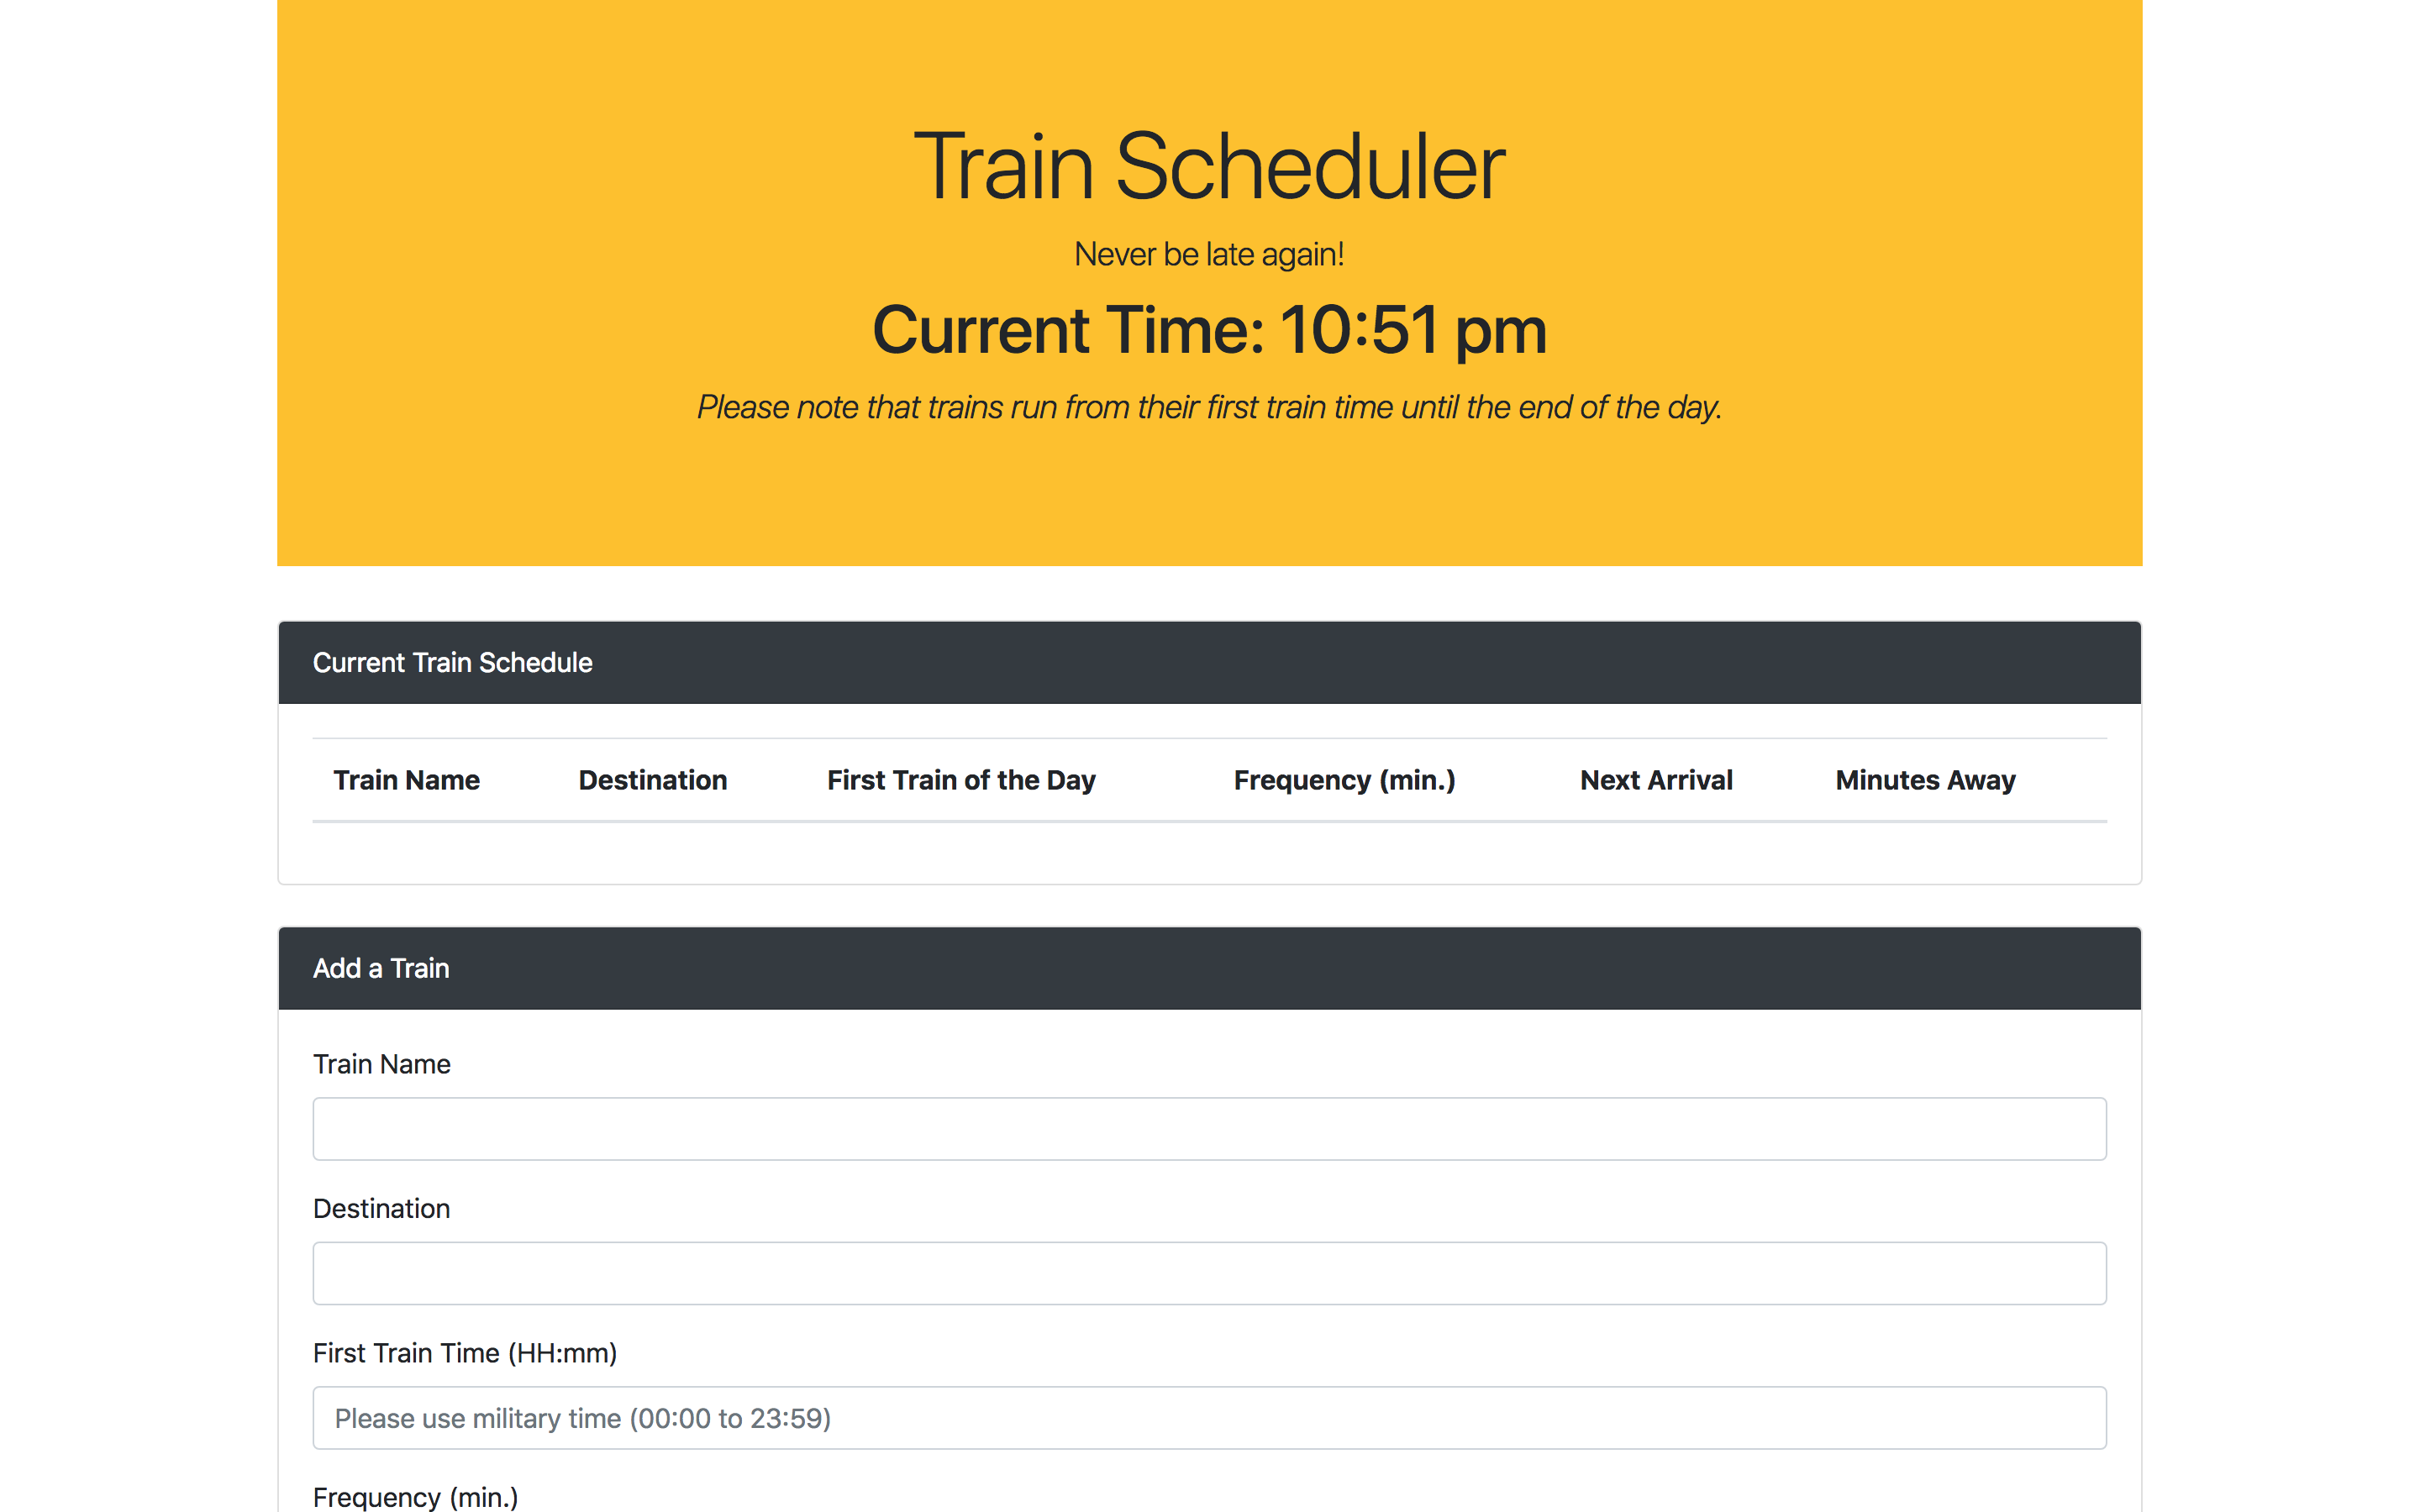 Train Scheduler
Never be late again!
Current Time: 10:51 pm
Please note that trains run from their first train time until the end of the day.
Current Train Schedule
Train Name Destination First Train of the Day Frequency (min.) Next Arrival Minutes Away
Add a Train
Train Name
Destination
First Train Time (HH:mm)
Please use military time (00:00 to 23:59)
Frequency (min.)